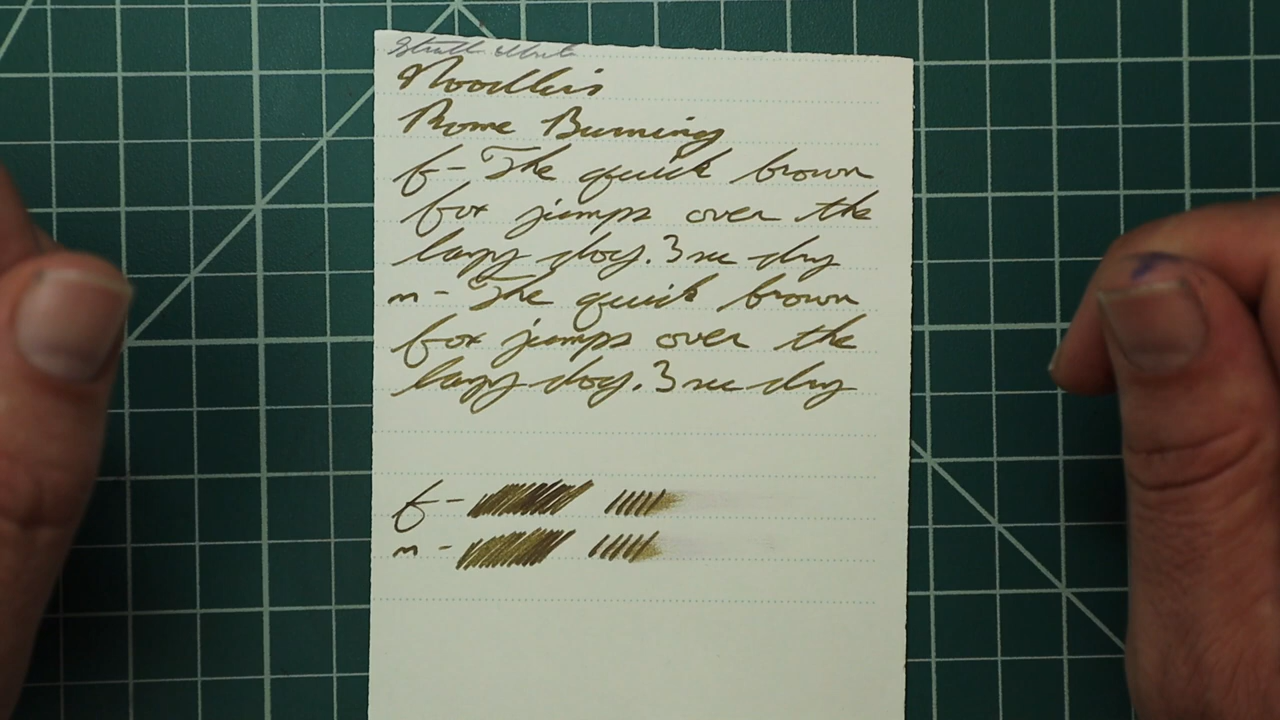 Noodler's
Rome Burning
f- The quick brown
fox jumps over the
lazy dog. 3 sec dry
m - The quick brown
fox jumps over the
lazy dog. 3 sec dry
f -
m -